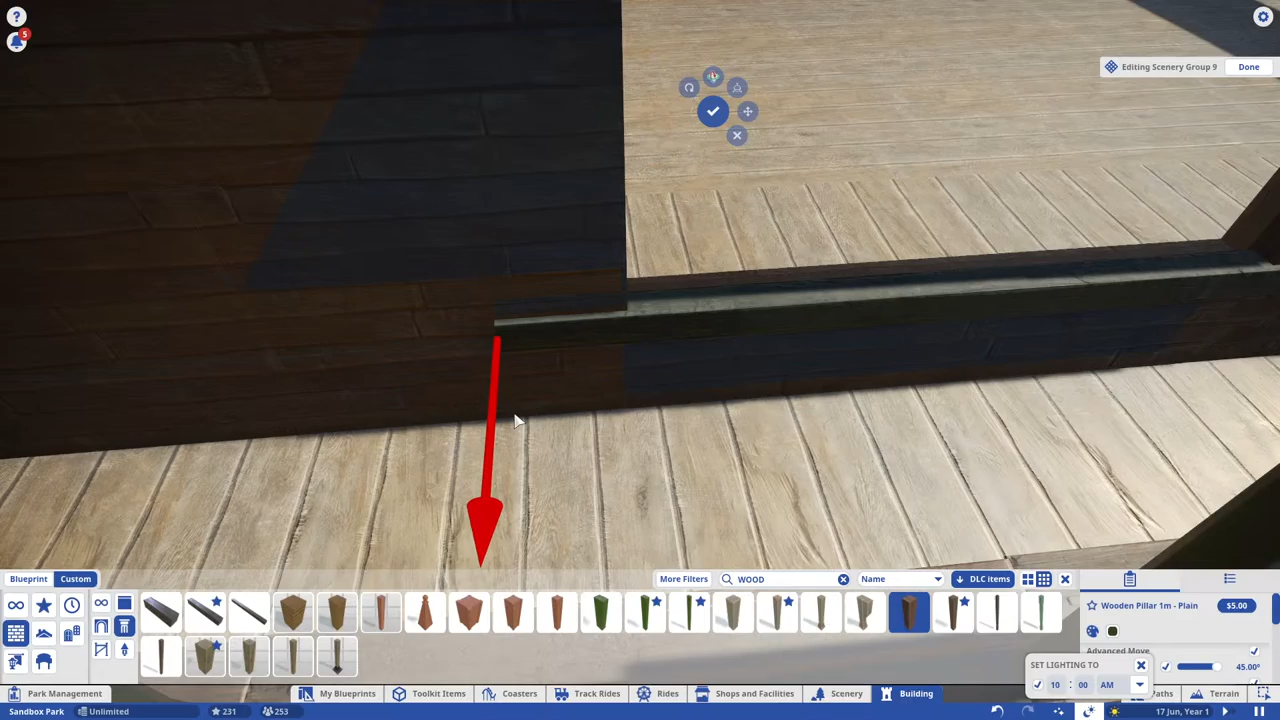 ?
5
Editing Scenery Group 9
Done
Blueprint
Custom
More Filters
WOOD
Name
DLC items
Wooden Pillar 1m - Plain
$5.00
Advanced Move
45.00°
SET LIGHTING TO
10 : 00 AM
Park Management
My Blueprints
Toolkit Items
Coasters
Track Rides
Rides
Shops and Facilities
Scenery
Building
Paths
Terrain
Sandbox Park
Unlimited
231
253
17 Jun, Year 1